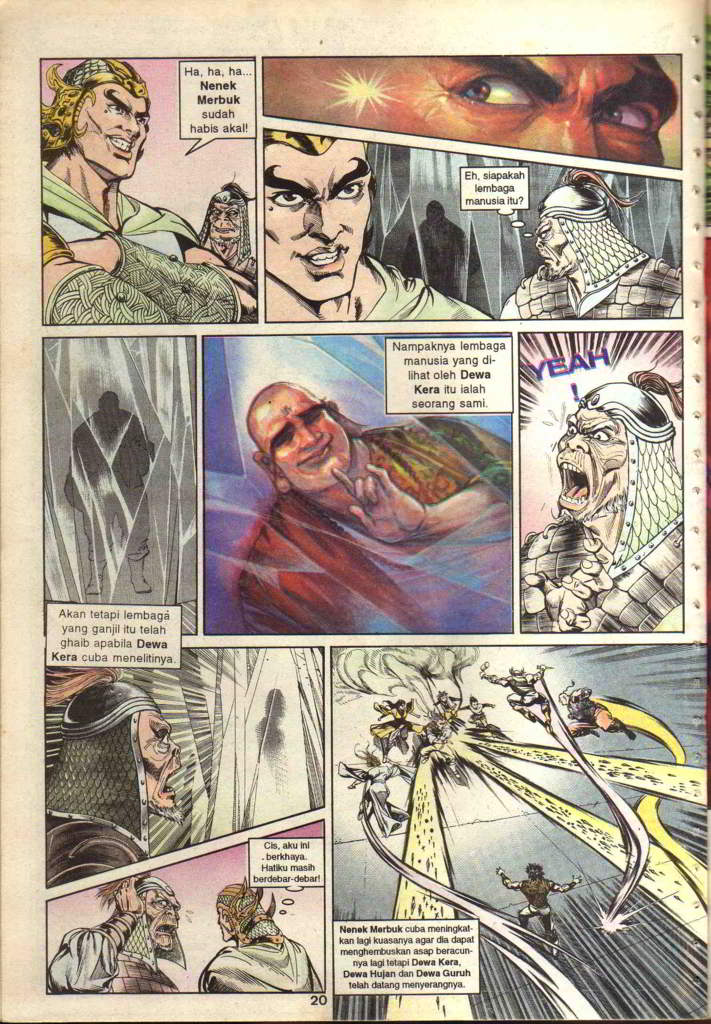 Ha, ha, ha...
Nenek
Merbuk
sudah
habis akal!
Eh, siapakah
lembaga
manusia itu?
Akan tetapi lembaga
yang ganjil itu telah
ghaib apabila Dewa
Kera cuba menelitinya.
Nampaknya lembaga
manusia yang di-
lihat oleh Dewa
Kera itu ialah
seorang sami.
YEAH
!
Cis, aku ini
berkhaya.
Hatiku masih
berdebar-debar!
Nenek Merbuk cuba meningkat-
kan lagi kuasanya agar dia dapat
menghembuskan asap beracun-
nya lagi tetapi Dewa Kera,
Dewa Hujan dan Dewa Guruh
telah datang menyerangnya.
20